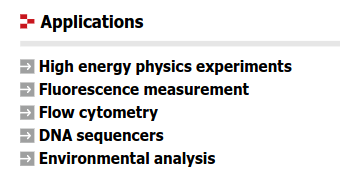 Applications
High energy physics experiments
Fluorescence measurement
Flow cytometry
DNA sequencers
Environmental analysis